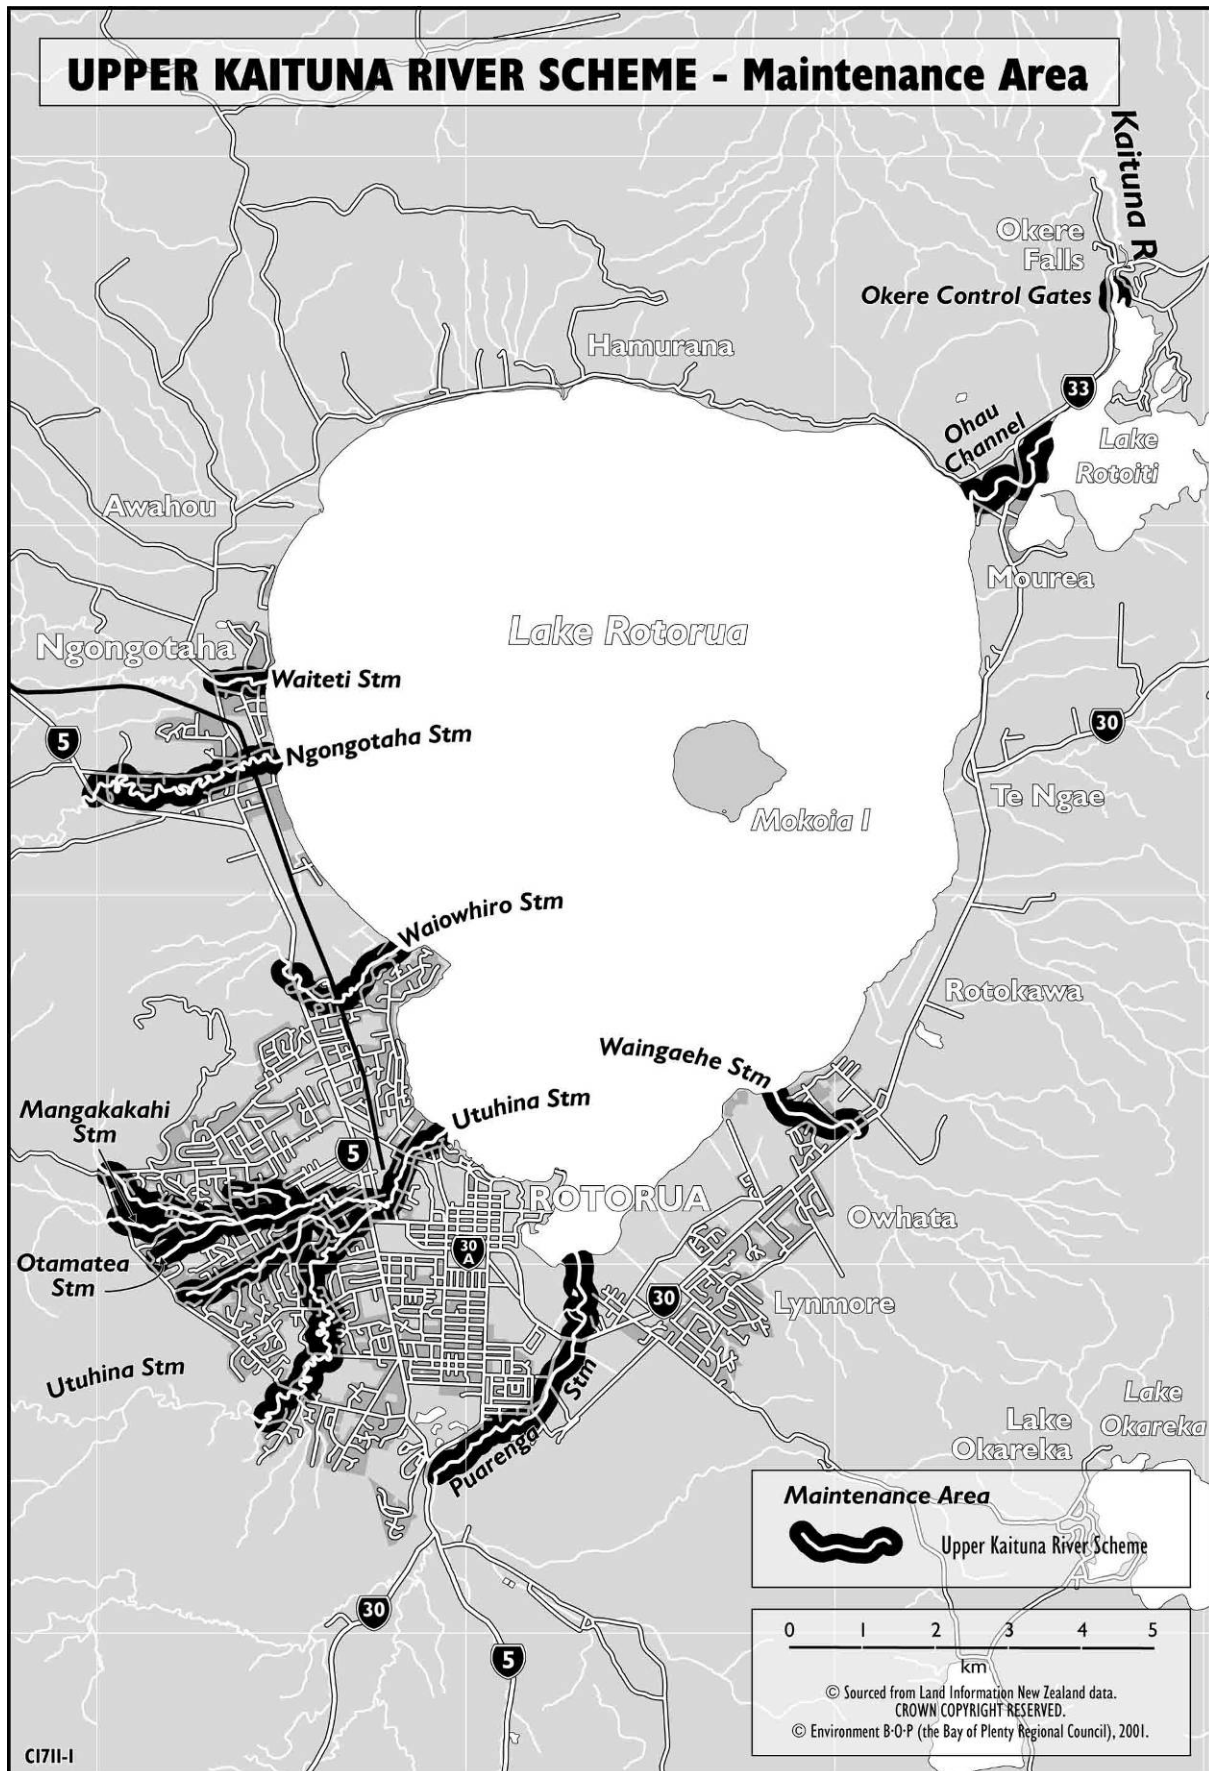 UPPER KAITUNA RIVER SCHEME - Maintenance Area
Kaituna R
Okere
Falls
Okere Control Gates
Hamurana
33
Ohau
Channel
Lake
Rotoiti
Awahou
Mourea
Ngongotaha
Lake Rotorua
Waiteti Stm
5
Ngongotaha Stm
30
Te Ngae
Mokoia I
Waiowhiro Stm
Rotokawa
Waingaehe Stm
Mangakakahi
Stm
Utuhina Stm
5
ROTORUA
Owhata
Otamatea
Stm
30
A
30
Lynmore
Utuhina Stm
Puarenga Stm
Lake
Okareka
Lake
Okareka
Maintenance Area
Upper Kaituna River Scheme
30
5
0 1 2 3 4 5
km
© Sourced from Land Information New Zealand data.
CROWN COPYRIGHT RESERVED.
© Environment B·O·P (the Bay of Plenty Regional Council), 2001.
C1711-1